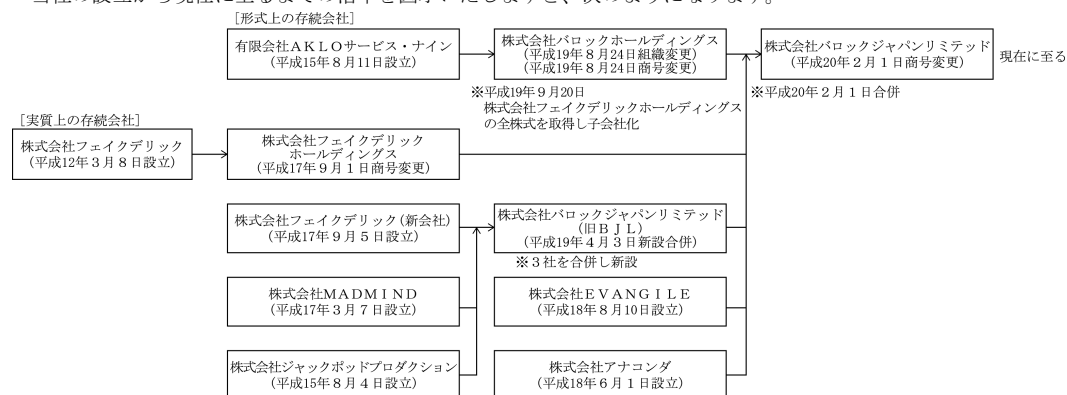 当社の設立から現在に至るまでの沿革を図示いたしますと、次のようになります。
[形式上の存続会社]
有限会社ＡＫＬＯサービス・ナイン
(平成15年８月11日設立)
株式会社バロックホールディングス
(平成19年８月24日組織変更)
(平成19年８月24日商号変更)
株式会社バロックジャパンリミテッド
(平成20年２月１日商号変更)
現在に至る
※平成19年９月20日
株式会社フェイクデリックホールディングス
の全株式を取得し子会社化
※平成20年２月１日合併
[実質上の存続会社]
株式会社フェイクデリック
(平成12年３月８日設立)
株式会社フェイクデリック
ホールディングス
(平成17年９月１日商号変更)
株式会社フェイクデリック(新会社)
(平成17年９月５日設立)
株式会社バロックジャパンリミテッド
(旧ＢＪＬ)
(平成19年４月３日新設合併)
※３社を合併し新設
株式会社ＭＡＤＭＩＮＤ
(平成17年３月７日設立)
株式会社ＥＶＡＮＧＩＬＥ
(平成18年８月10日設立)
株式会社ジャックポッドプロダクション
(平成15年８月４日設立)
株式会社アナコンダ
(平成18年６月１日設立)